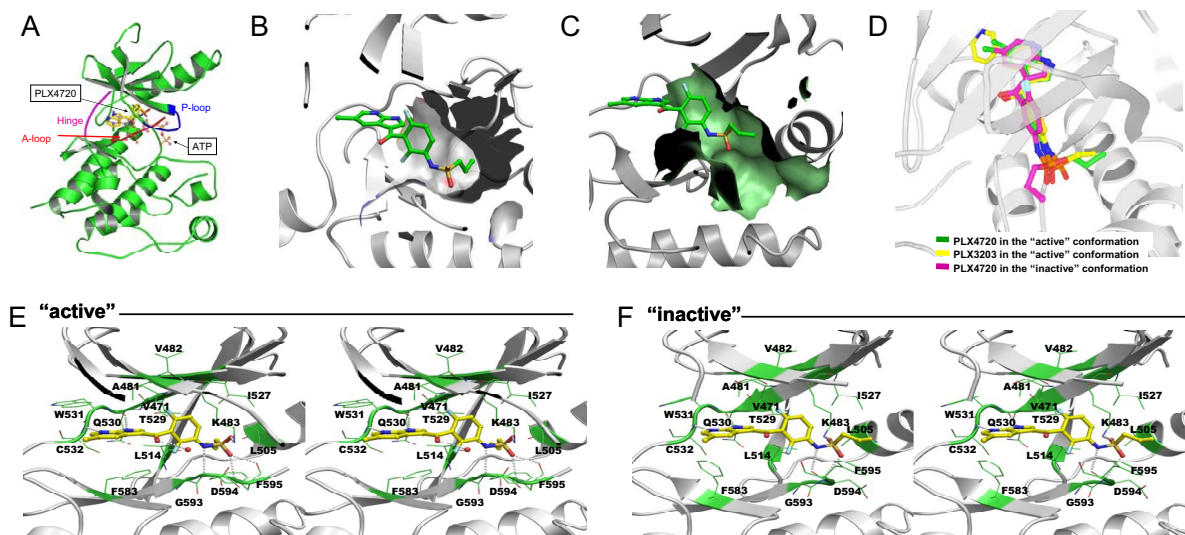 A
PLX4720
P-loop
Hinge
A-loop
ATP
B
C
D
PLX4720 in the “active” conformation
PLX3203 in the “active” conformation
PLX4720 in the “inactive” conformation
E “active”
V482
A481
I527
W531
V471
Q530
T529
K483
C532
L514
L505
F583
F595
D594
G593
V482
A481
I527
W531
V471
Q530
T529
K483
C532
L514
L505
F583
F595
D594
G593
F “inactive”
V482
A481
I527
W531
V471
Q530
T529
K483
L505
C532
L514
F595
F583
D594
G593
V482
A481
I527
W531
V471
Q530
T529
K483
L505
C532
L514
F595
F583
D594
G593